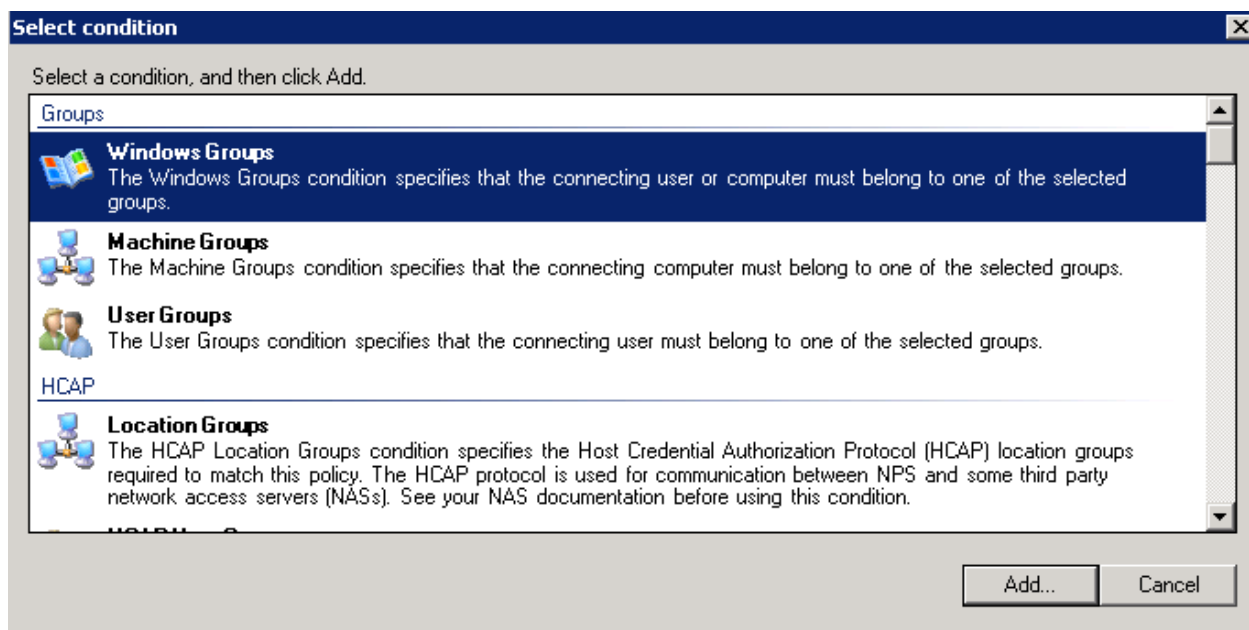 Select condition
Select a condition, and then click Add.
Groups
Windows Groups
The Windows Groups condition specifies that the connecting user or computer must belong to one of the selected
groups.
Machine Groups
The Machine Groups condition specifies that the connecting computer must belong to one of the selected groups.
User Groups
The User Groups condition specifies that the connecting user must belong to one of the selected groups.
HCAP
Location Groups
The HCAP Location Groups condition specifies the Host Credential Authorization Protocol (HCAP) location groups
required to match this policy. The HCAP protocol is used for communication between NPS and some third party
network access servers (NASs). See your NAS documentation before using this condition.
Add...
Cancel